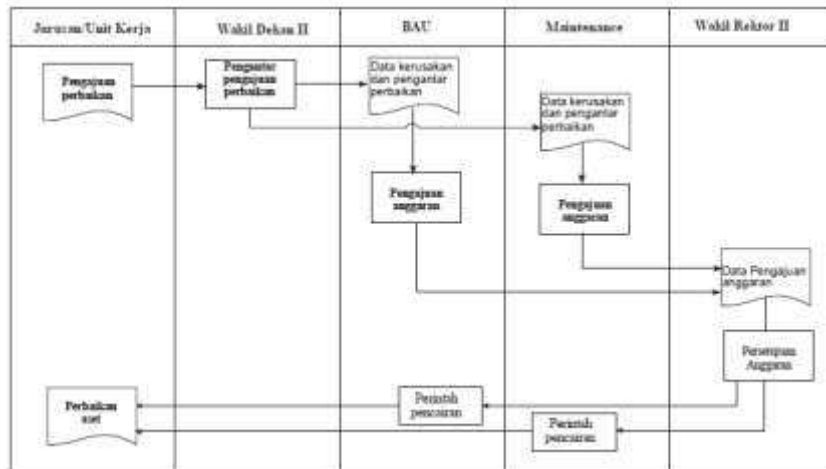 Jurusan/Unit Kerja
Wakil Dekan II
BAU
Maintenance
Wakil Rektor II
Pengajuan
perbaikan
Pengantar
pengajuan
perbaikan
Data kerusakan
dan pengantar
perbaikan
Data kerusakan
dan pengantar
perbaikan
Pengajuan
anggaran
Pengajuan
anggaran
Data Pengajuan
anggaran
Persetujuan
Anggaran
Perbaikan
aset
Perintah
pencairan
Perintah
pencairan